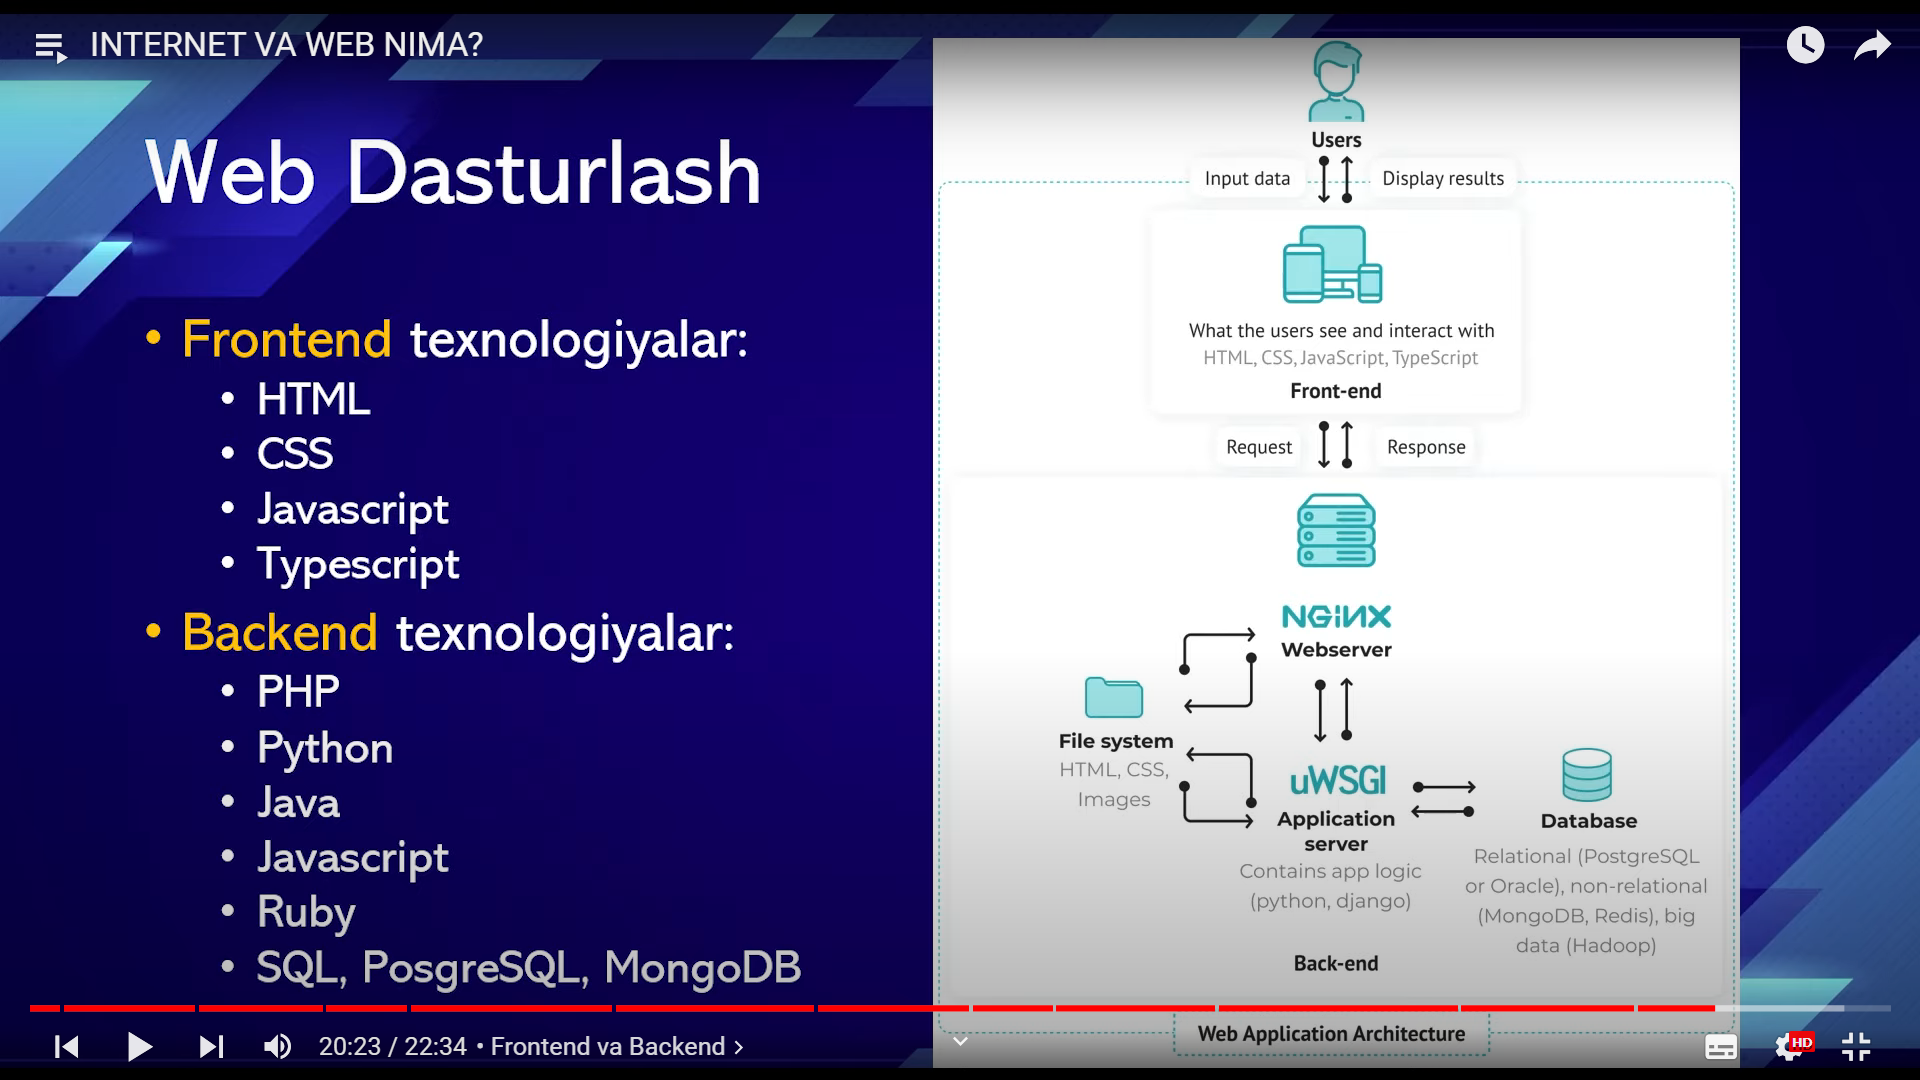 INTERNET VA WEB NIMA?
Web Dasturlash
• Frontend texnologiyalar:
• HTML
• CSS
• Javascript
• Typescript
• Backend texnologiyalar:
• PHP
• Python
• Java
• Javascript
• Ruby
• SQL, PosgreSQL, MongoDB
Users
Input data
Display results
What the users see and interact with
HTML, CSS, JavaScript, TypeScript
Front-end
Request
Response
NGiNX
Webserver
File system
HTML, CSS,
Images
uWSGI
Application
server
Contains app logic
(python, django)
Database
Relational (PostgreSQL
or Oracle), non-relational
(MongoDB, Redis), big
data (Hadoop)
Back-end
Web Application Architecture
20:23 / 22:34 • Frontend va Backend >
HD